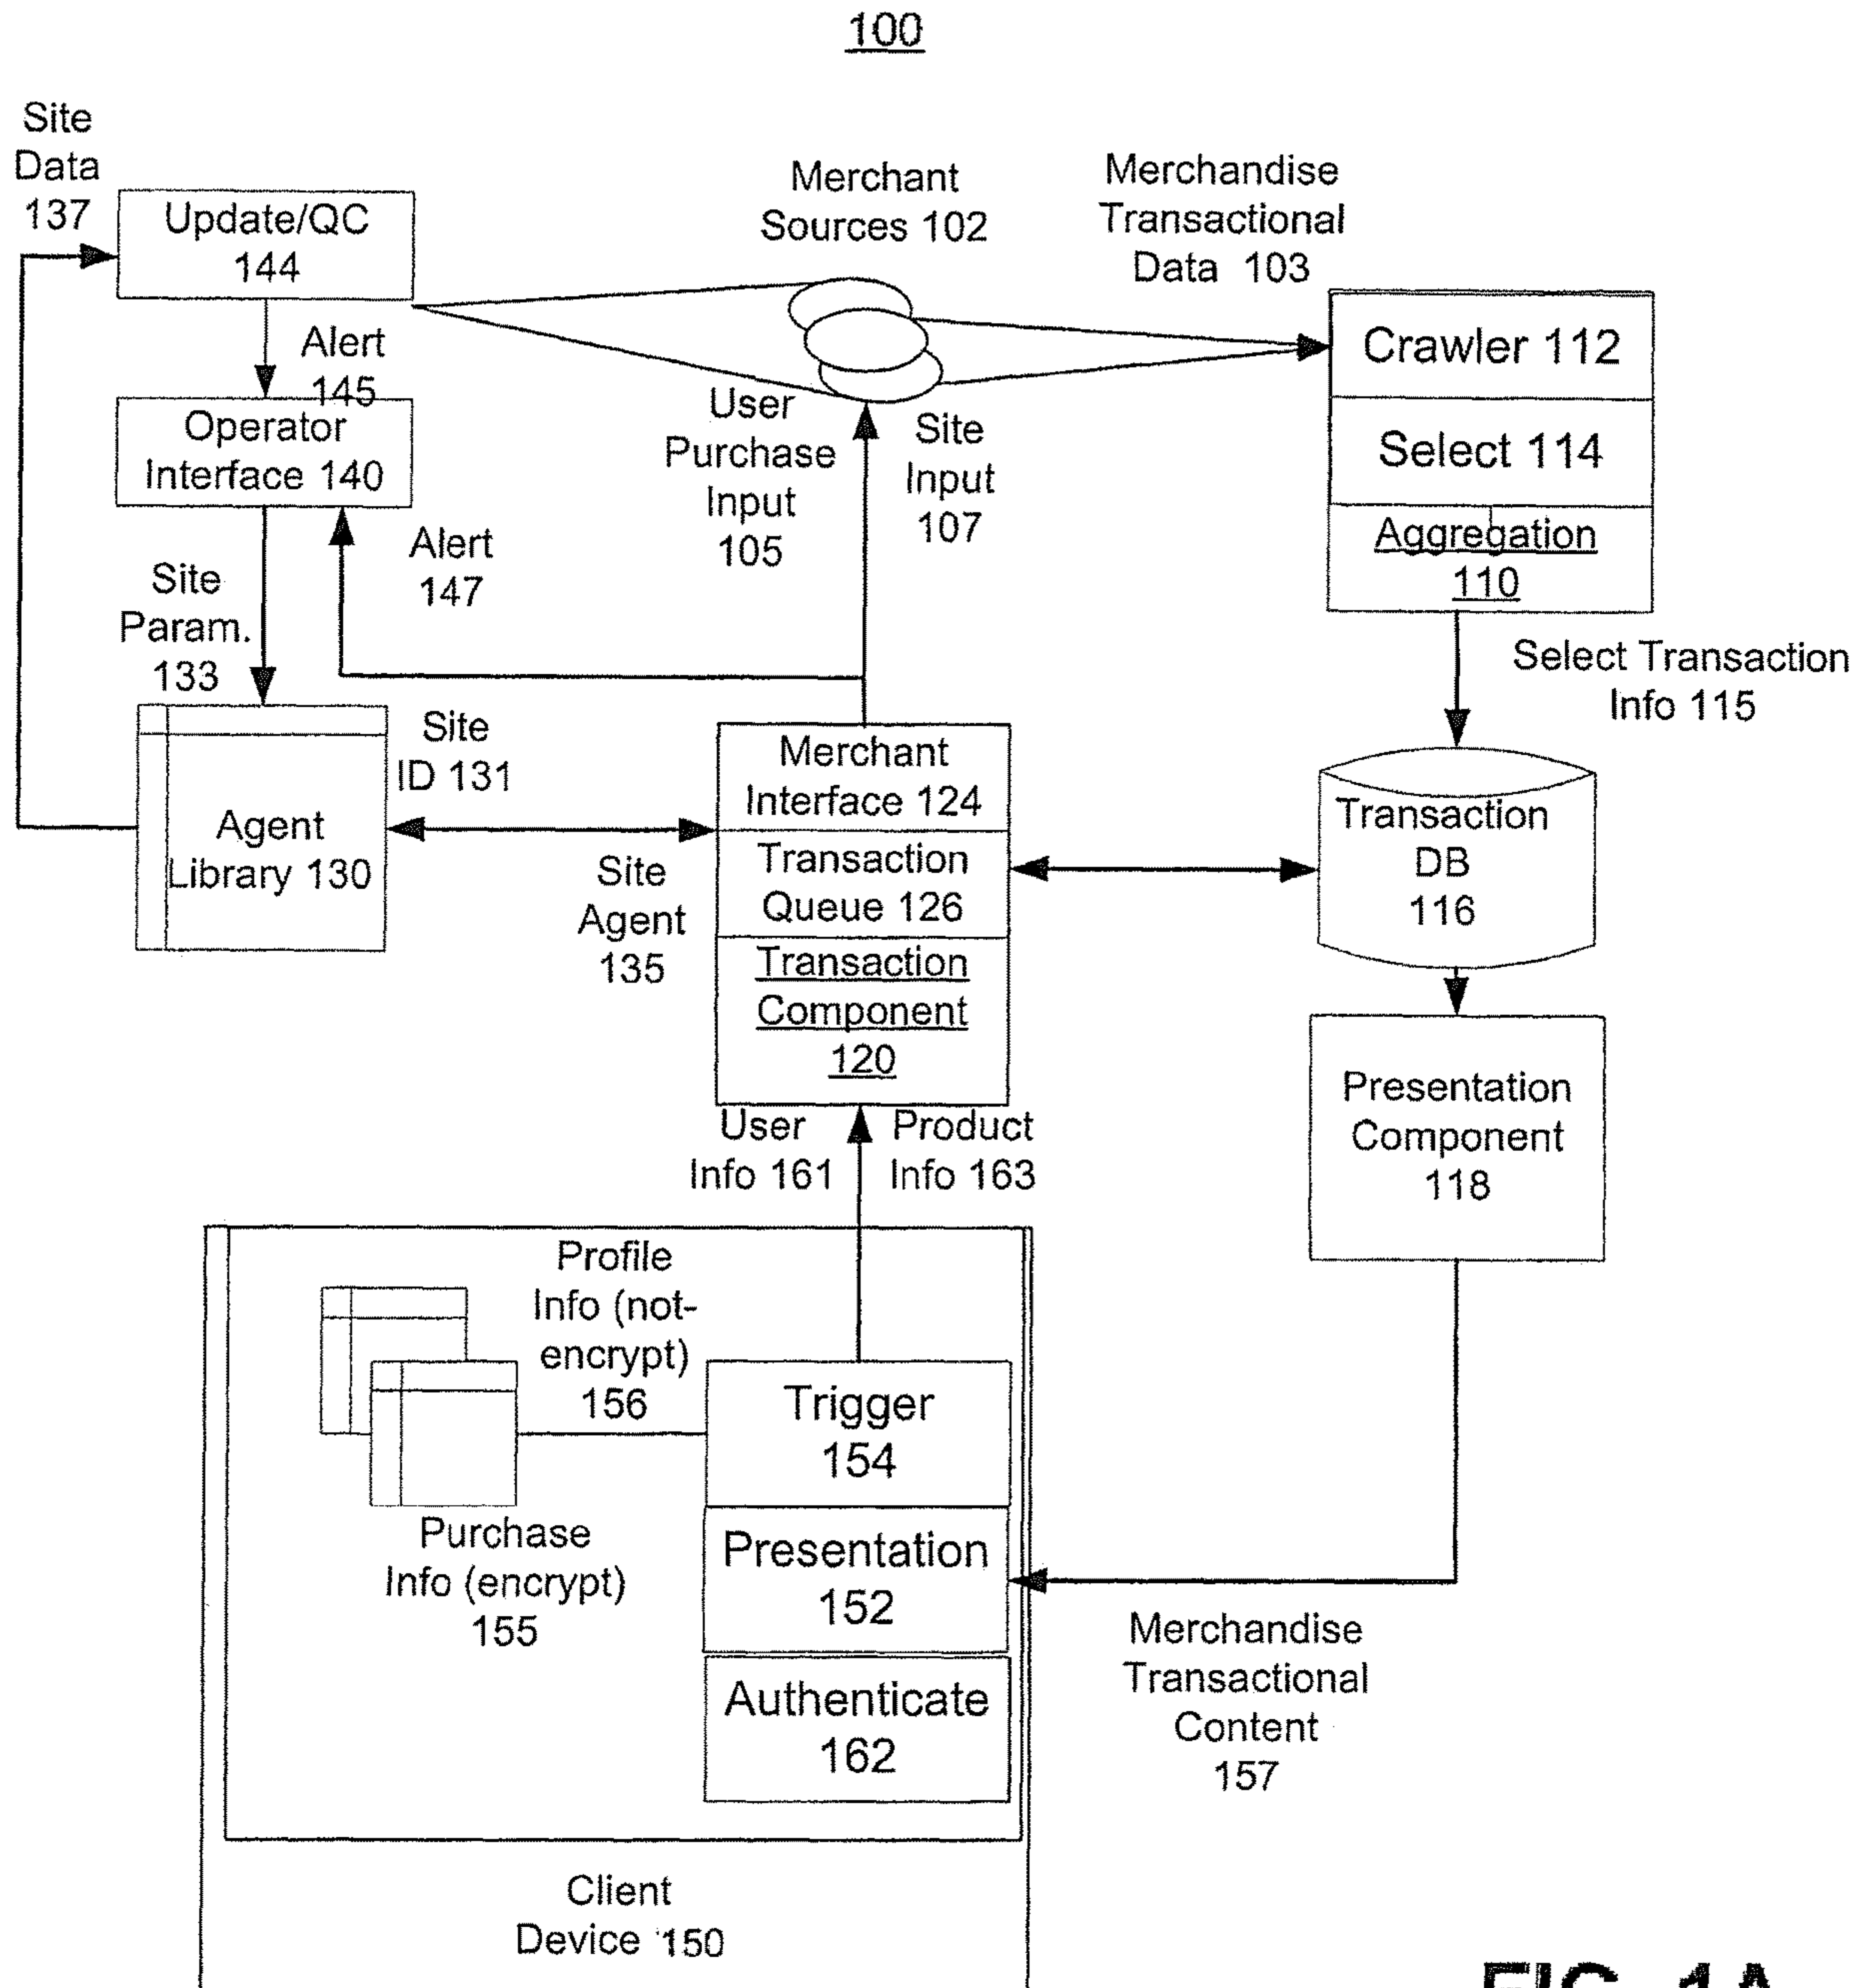 100
Site
Data
137
Update/QC
144
Merchant
Sources 102
Merchandise
Transactional
Data 103
Alert
145
Operator
Interface 140
User
Purchase
Input
105
Site
Input
107
Crawler 112
Select 114
Aggregation
110
Site
Param.
133
Alert
147
Select Transaction
Info 115
Site
ID 131
Agent
Library 130
Site
Agent
135
Merchant
Interface 124
Transaction
Queue 126
Transaction
Component
120
Transaction
DB
116
Presentation
Component
118
User
Info 161
Product
Info 163
Profile
Info (not-
encrypt)
156
Trigger
154
Purchase
Info (encrypt)
155
Presentation
152
Authenticate
162
Merchandise
Transactional
Content
157
Client
Device 150
FIG. 1A